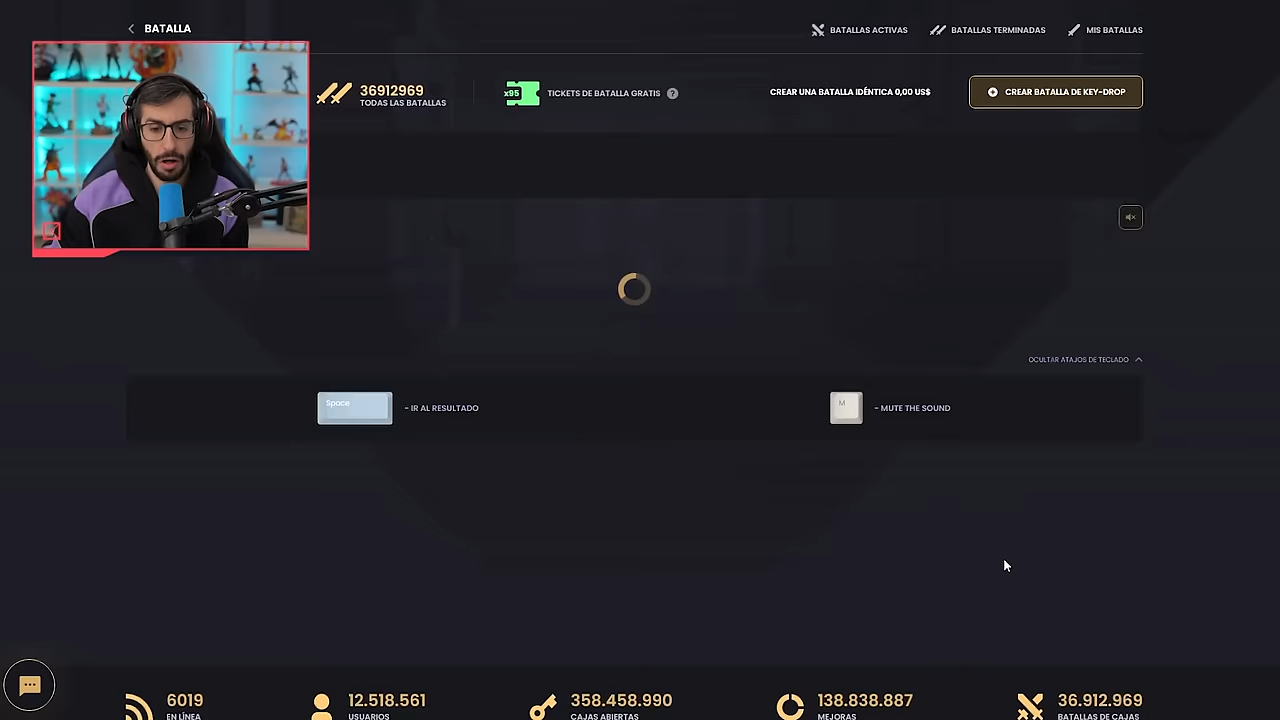 BATALLA
BATALLAS ACTIVAS
BATALLAS TERMINADAS
MIS BATALLAS
36912969
TODAS LAS BATALLAS
x95
TICKETS DE BATALLA GRATIS
?
CREAR UNA BATALLA IDÉNTICA 0,00 US$
CREAR BATALLA DE KEY-DROP
OCULTAR ATAJOS DE TECLADO
Space
- IR AL RESULTADO
M
- MUTE THE SOUND
6019
EN LÍNEA
12.518.561
USUARIOS
358.458.990
CAJAS ABIERTAS
138.838.887
MEJORAS
36.912.969
BATALLAS DE CAJAS